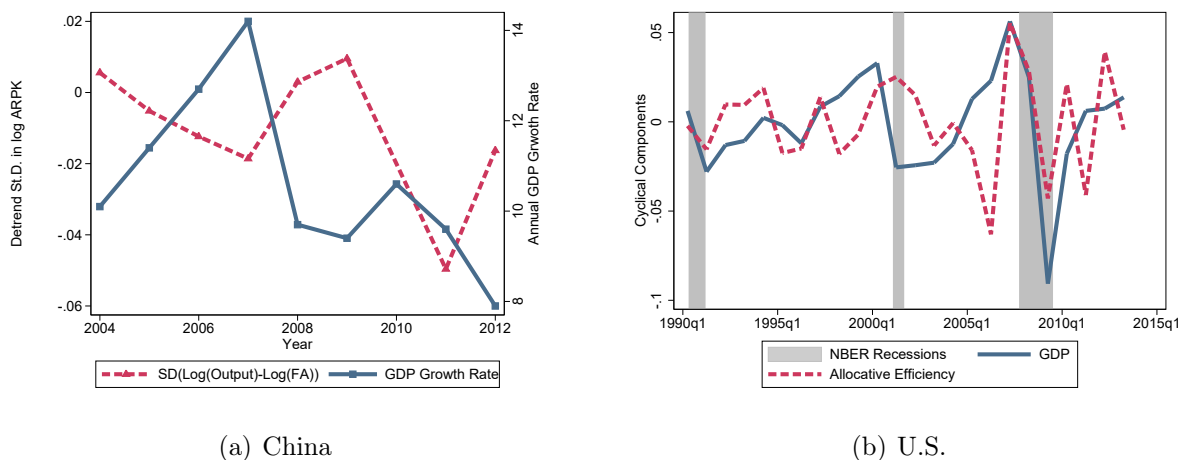 Detrend St.D. in log ARPK
.02
0
-.02
-.04
-.06
14
12
10
8
Annual GDP Grwoth Rate
2004 2006 2008 2010 2012
Year
SD(Log(Output)-Log(FA)) GDP Growth Rate
(a) China
Cyclical Components
.05
0
-.05
-.1
1990q1 1995q1 2000q1 2005q1 2010q1 2015q1
NBER Recessions GDP
Allocative Efficiency
(b) U.S.